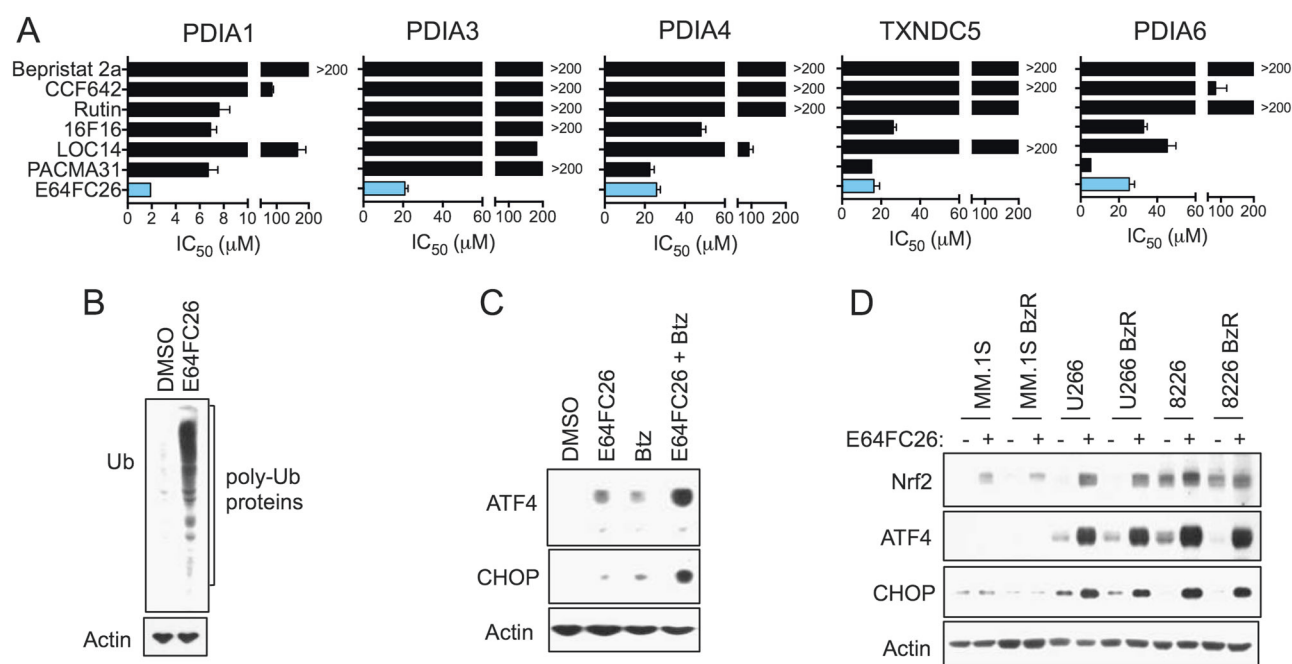 A
PDIA1 PDIA3 PDIA4 TXNDC5 PDIA6
Bepristat 2a >200 >200 >200 >200 >200
CCF642 >200 >200 >200 >200
Rutin >200 >200 >200
16F16 >200
LOC14 >200
PACMA31 >200
E64FC26
0 2 4 6 8 10 100 200 0 20 40 60 100 200 0 20 40 60 100 200 0 20 40 60 100 200 0 20 40 60 100 200
IC50 (μM) IC50 (μM) IC50 (μM) IC50 (μM) IC50 (μM)
B
DMSO
E64FC26
Ub
poly-Ub
proteins
Actin
C
DMSO
E64FC26
Btz
E64FC26 + Btz
ATF4
CHOP
Actin
D
MM.1S
MM.1S BzR
U266
U266 BzR
8226
8226 BzR
E64FC26: - + - + - + - + - + - +
Nrf2
ATF4
CHOP
Actin